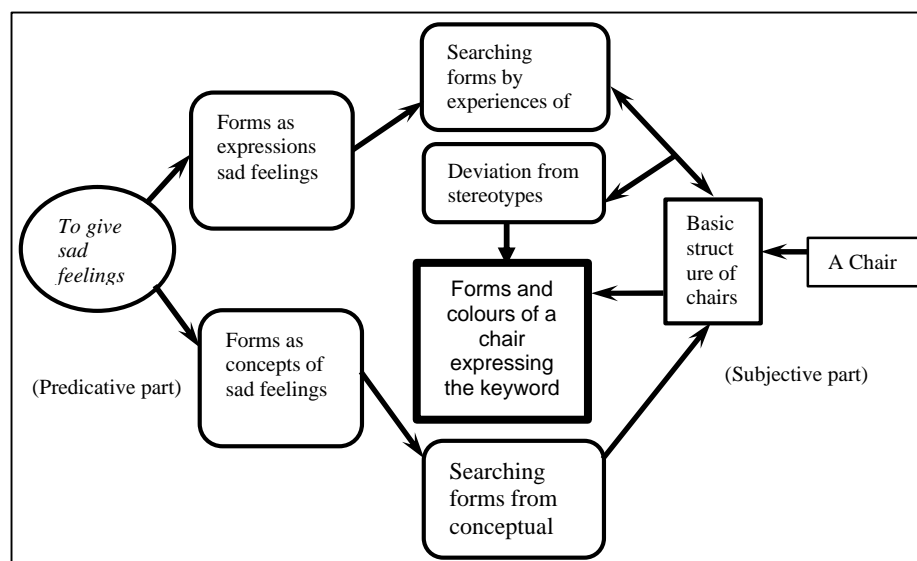 Searching
forms by
experiences of
Forms as
expressions
sad feelings
Deviation from
stereotypes
To give
sad
feelings
Basic
struct
ure of
chairs
A Chair
Forms and
colours of a
chair
expressing
the keyword
Forms as
concepts of
sad feelings
(Predicative part)
(Subjective part)
Searching
forms from
conceptual